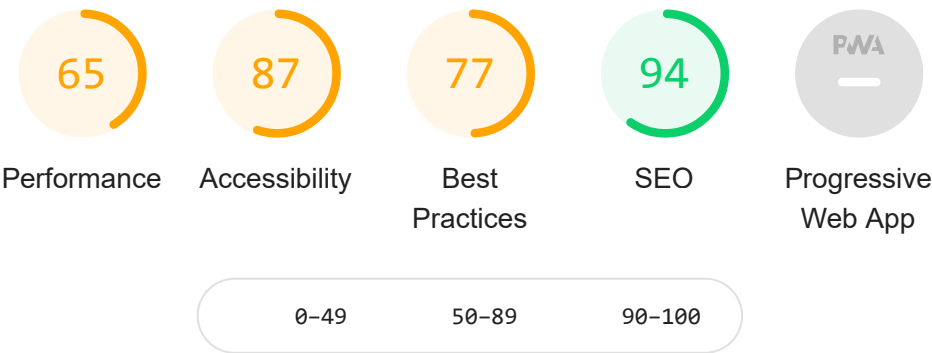 65 87 77 94 PWA
Performance Accessibility Best SEO Progressive
Practices Web App
0–49 50–89 90–100